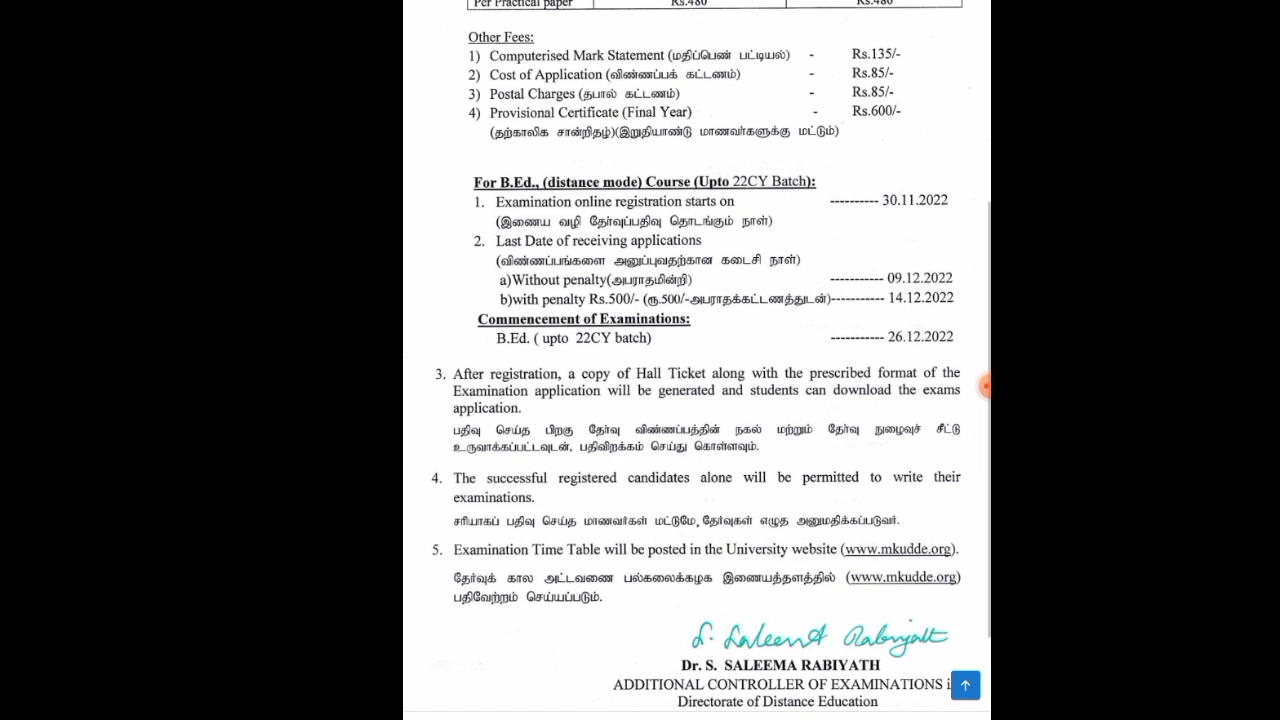 Per Practical paper Rs.480 Rs.480
Other Fees:
1) Computerised Mark Statement (மதிப்பெண் பட்டியல்) - Rs.135/-
2) Cost of Application (விண்ணப்பக் கட்டணம்) - Rs.85/-
3) Postal Charges (தபால் கட்டணம்) - Rs.85/-
4) Provisional Certificate (Final Year) - Rs.600/-
(தற்காலிக சான்றிதழ்)(இறுதியாண்டு மாணவர்களுக்கு மட்டும்)
For B.Ed., (distance mode) Course (Upto 22CY Batch):
1. Examination online registration starts on ---------- 30.11.2022
(இணைய வழி தேர்வுப்பதிவு தொடங்கும் நாள்)
2. Last Date of receiving applications
(விண்ணப்பங்களை அனுப்புவதற்கான கடைசி நாள்)
a)Without penalty(அபராதமின்றி) ----------- 09.12.2022
b)with penalty Rs.500/- (ரூ.500/-அபராதக்கட்டணத்துடன்)----------- 14.12.2022
Commencement of Examinations:
B.Ed. ( upto 22CY batch) ----------- 26.12.2022
3. After registration, a copy of Hall Ticket along with the prescribed format of the
Examination application will be generated and students can download the exams
application.
பதிவு செய்த பிறகு தேர்வு விண்ணப்பத்தின் நகல் மற்றும் தேர்வு நுழைவுச் சீட்டு
உருவாக்கப்பட்டவுடன், பதிவிறக்கம் செய்து கொள்ளவும்.
4. The successful registered candidates alone will be permitted to write their
examinations.
சரியாகப் பதிவு செய்த மாணவர்கள் மட்டுமே, தேர்வுகள் எழுத அனுமதிக்கப்படுவர்.
5. Examination Time Table will be posted in the University website (www.mkudde.org).
தேர்வுக் கால அட்டவணை பல்கலைக்கழக இணையத்தளத்தில் (www.mkudde.org)
பதிவேற்றம் செய்யப்படும்.
S. Saleema Rabiyath
Dr. S. SALEEMA RABIYATH
ADDITIONAL CONTROLLER OF EXAMINATIONS i
Directorate of Distance Education